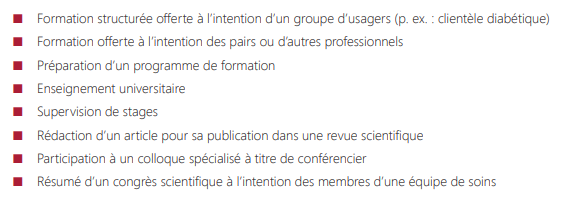 ■ Formation structurée offerte à l’intention d’un groupe d’usagers (p. ex. : clientèle diabétique)
■ Formation offerte à l’intention des pairs ou d’autres professionnels
■ Préparation d’un programme de formation
■ Enseignement universitaire
■ Supervision de stages
■ Rédaction d’un article pour sa publication dans une revue scientifique
■ Participation à un colloque spécialisé à titre de conférencier
■ Résumé d’un congrès scientifique à l’intention des membres d’une équipe de soins